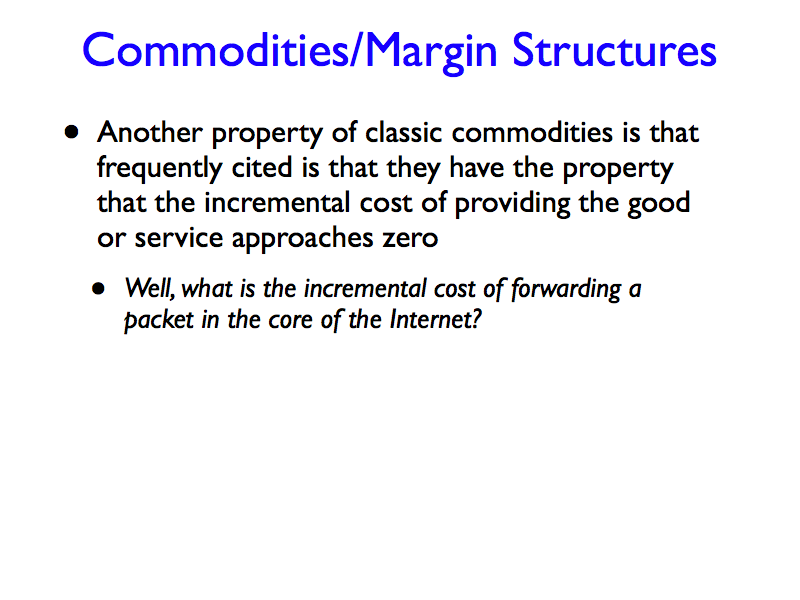 Commodities/Margin Structures
• Another property of classic commodities is that
frequently cited is that they have the property
that the incremental cost of providing the good
or service approaches zero
• Well, what is the incremental cost of forwarding a
packet in the core of the Internet?